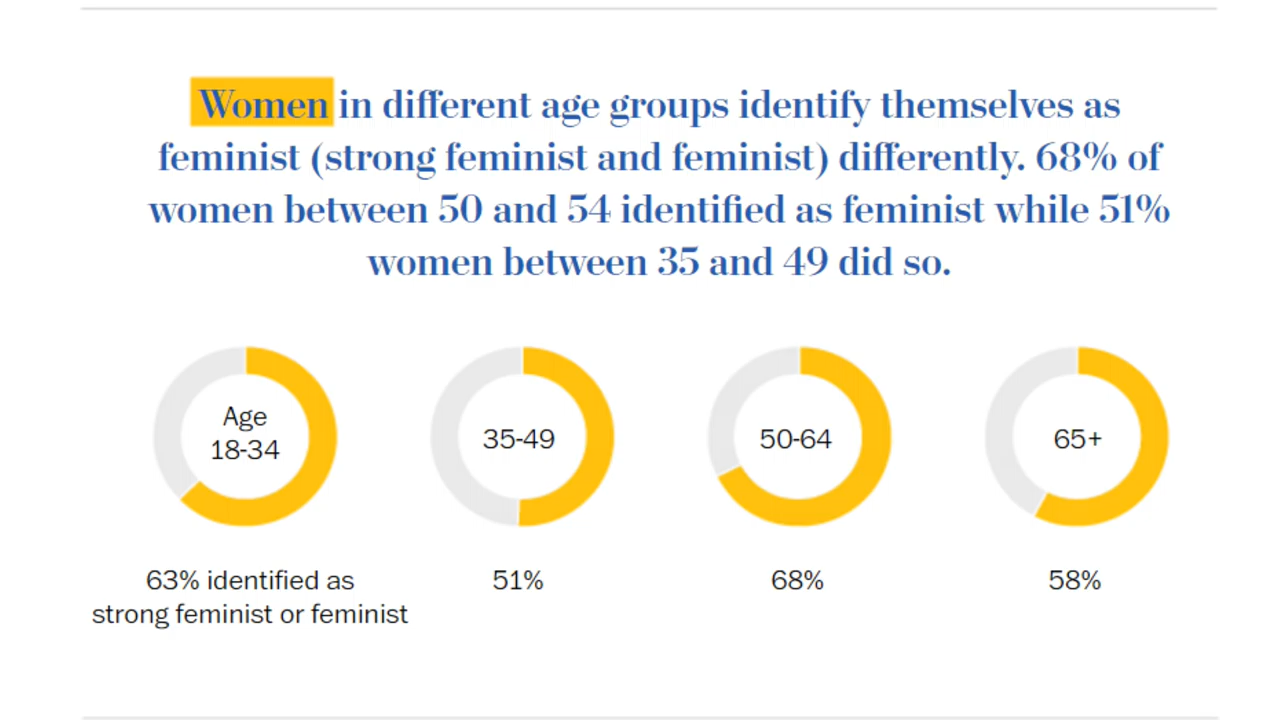 Women in different age groups identify themselves as
feminist (strong feminist and feminist) differently. 68% of
women between 50 and 54 identified as feminist while 51%
women between 35 and 49 did so.
Age
18-34
35-49
50-64
65+
63% identified as
strong feminist or feminist
51%
68%
58%